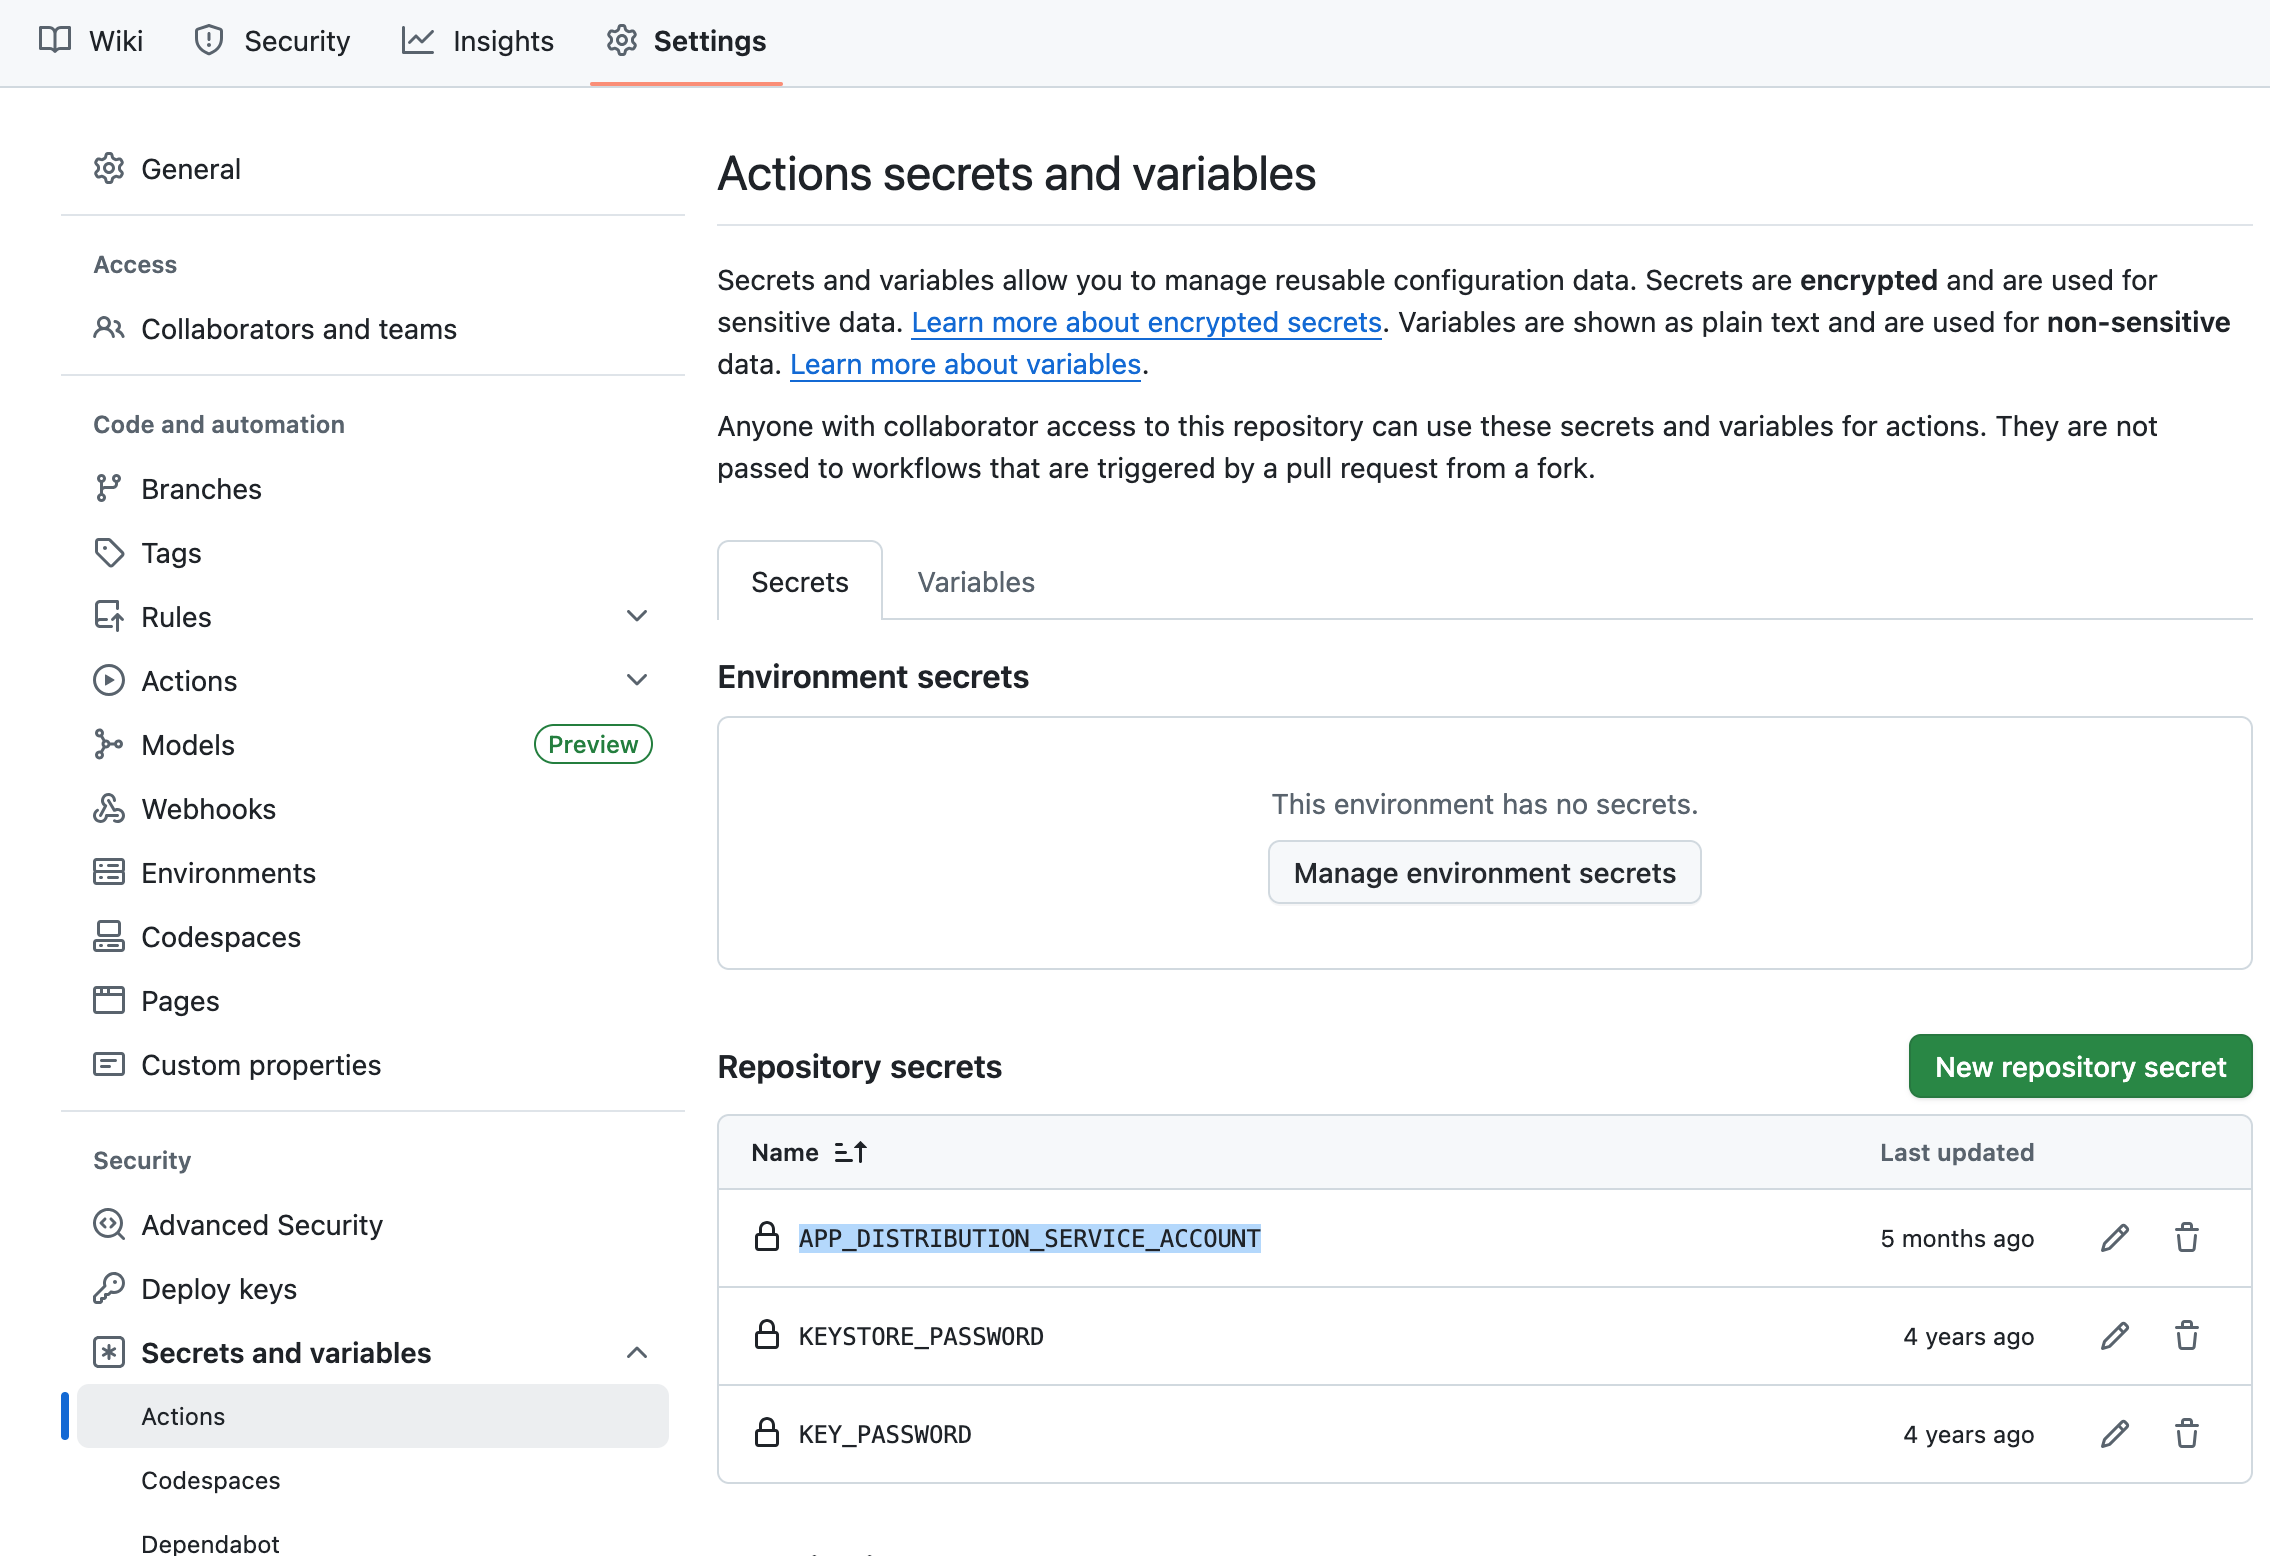 Wiki
Security
Insights
Settings
General
Access
Collaborators and teams
Code and automation
Branches
Tags
Rules
Actions
Models
Preview
Webhooks
Environments
Codespaces
Pages
Custom properties
Security
Advanced Security
Deploy keys
Secrets and variables
Actions
Codespaces
Dependabot
Actions secrets and variables
Secrets and variables allow you to manage reusable configuration data. Secrets are encrypted and are used for
sensitive data. Learn more about encrypted secrets. Variables are shown as plain text and are used for non-sensitive
data. Learn more about variables.
Anyone with collaborator access to this repository can use these secrets and variables for actions. They are not
passed to workflows that are triggered by a pull request from a fork.
Secrets
Variables
Environment secrets
This environment has no secrets.
Manage environment secrets
Repository secrets
New repository secret
Name
Last updated
APP_DISTRIBUTION_SERVICE_ACCOUNT
5 months ago
KEYSTORE_PASSWORD
4 years ago
KEY_PASSWORD
4 years ago